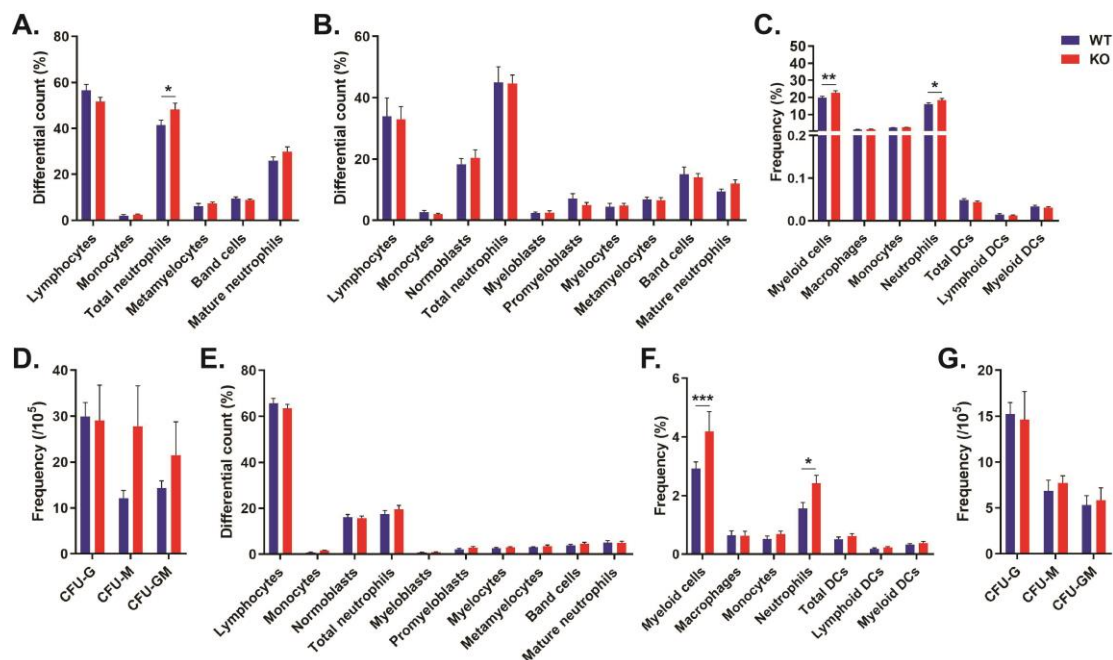 A.
Differential count (%)
80
60
40
20
0
*
Lymphocytes
Monocytes
Total neutrophils
Metamyelocytes
Band cells
Mature neutrophils
B.
Differential count (%)
60
40
20
0
Lymphocytes
Monocytes
Normoblasts
Total neutrophils
Myeloblasts
Promyeloblasts
Myelocytes
Metamyelocytes
Band cells
Mature neutrophils
C.
Frequency (%)
50
40
30
20
10
0.2
0.1
0.0
**
*
Myeloid cells
Macrophages
Monocytes
Neutrophils
Total DCs
Lymphoid DCs
Myeloid DCs
WT
KO
D.
Frequency (/10⁵)
40
30
20
10
0
CFU-G
CFU-M
CFU-GM
E.
Differential count (%)
80
60
40
20
0
Lymphocytes
Monocytes
Normoblasts
Total neutrophils
Myeloblasts
Promyeloblasts
Myelocytes
Metamyelocytes
Band cells
Mature neutrophils
F.
Frequency (%)
6
4
2
0
***
*
Myeloid cells
Macrophages
Monocytes
Neutrophils
Total DCs
Lymphoid DCs
Myeloid DCs
G.
Frequency (/10⁵)
20
15
10
5
0
CFU-G
CFU-M
CFU-GM